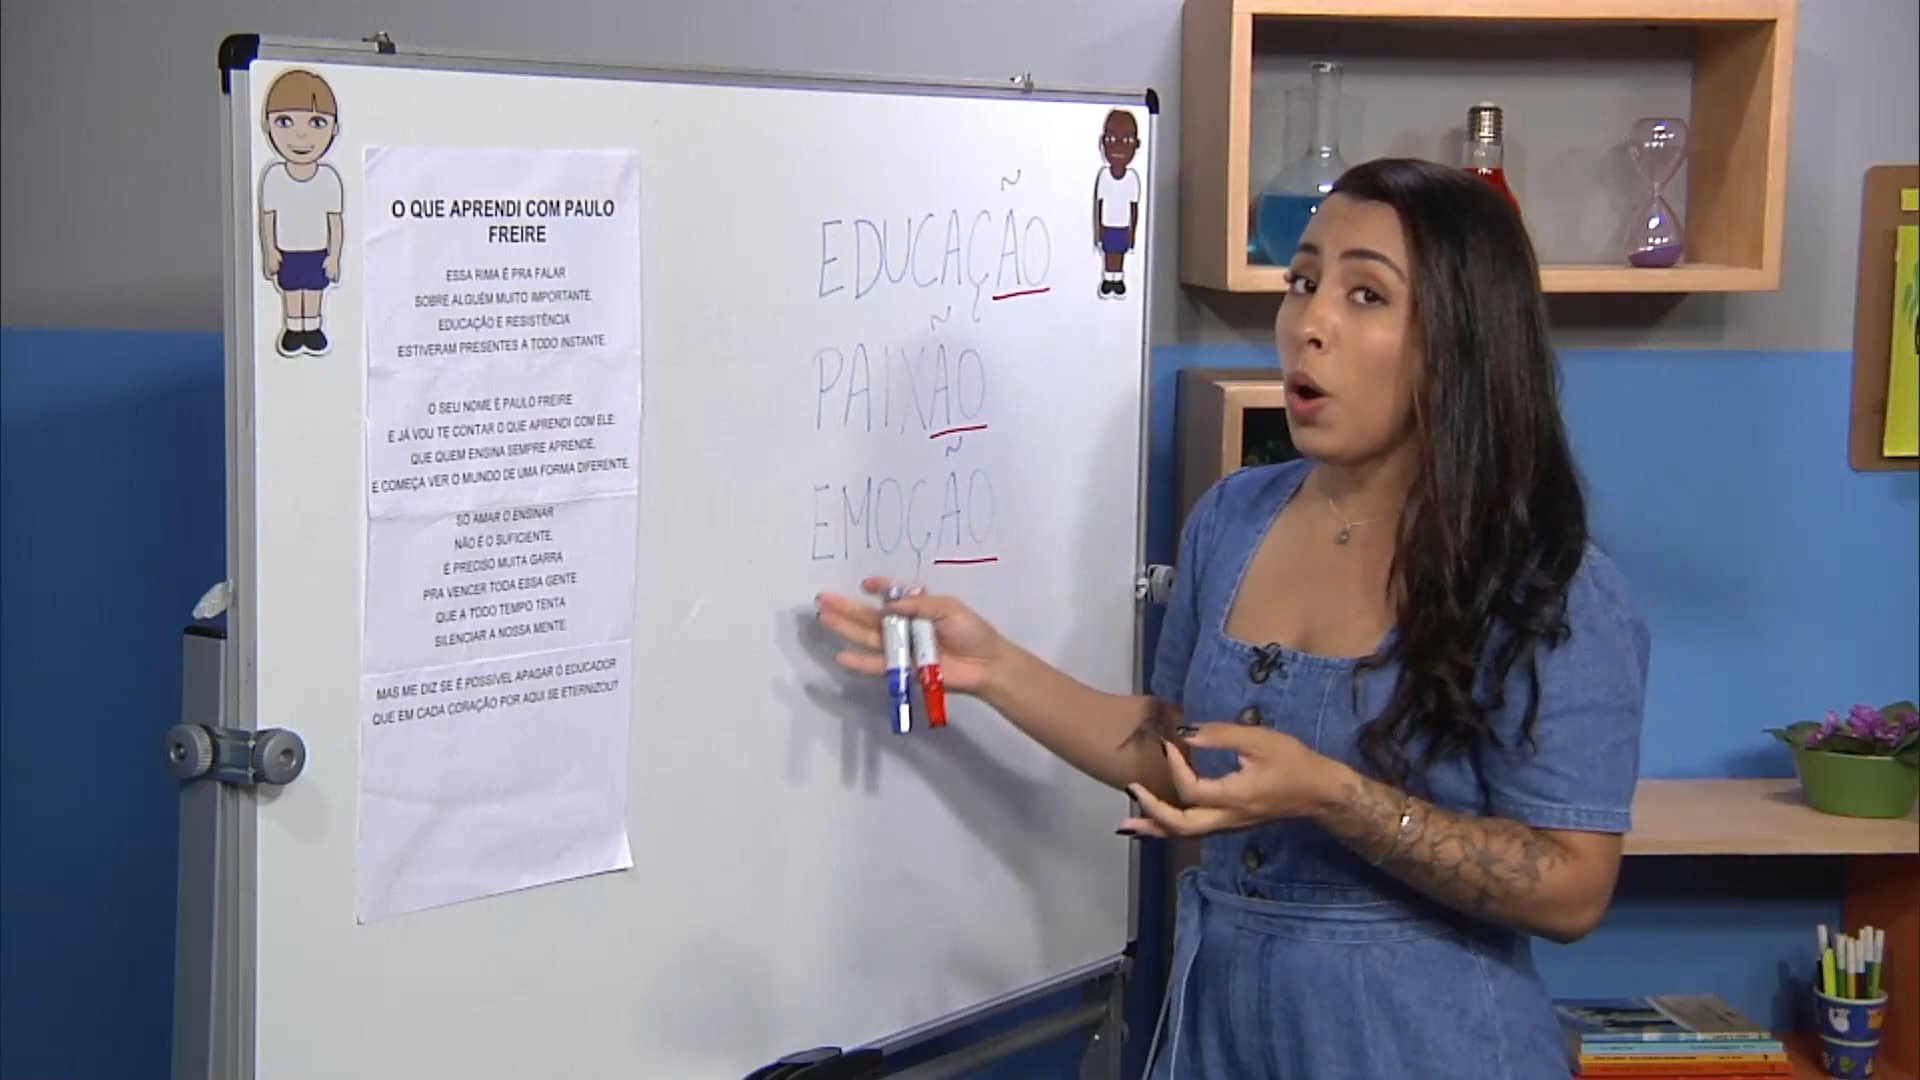 O QUE APRENDI COM PAULO
FREIRE
ESSA RIMA É PRA FALAR
SOBRE ALGUÉM MUITO IMPORTANTE,
EDUCAÇÃO E RESISTÊNCIA
ESTIVERAM PRESENTES A TODO INSTANTE.
O SEU NOME É PAULO FREIRE
E JÁ VOU TE CONTAR O QUE APRENDI COM ELE:
QUE QUEM ENSINA SEMPRE APRENDE,
E COMEÇA VER O MUNDO DE UMA FORMA DIFERENTE.
SÓ AMAR O ENSINAR
NÃO É O SUFICIENTE,
É PRECISO MUITA GARRA
PRA VENCER TODA ESSA GENTE
QUE A TODO TEMPO TENTA
SILENCIAR A NOSSA MENTE.
MAS ME DIZ SE É POSSÍVEL APAGAR O EDUCADOR
QUE EM CADA CORAÇÃO POR AQUI SE ETERNIZOU?
EDUCAÇÃO
PAIXÃO
EMOÇÃO